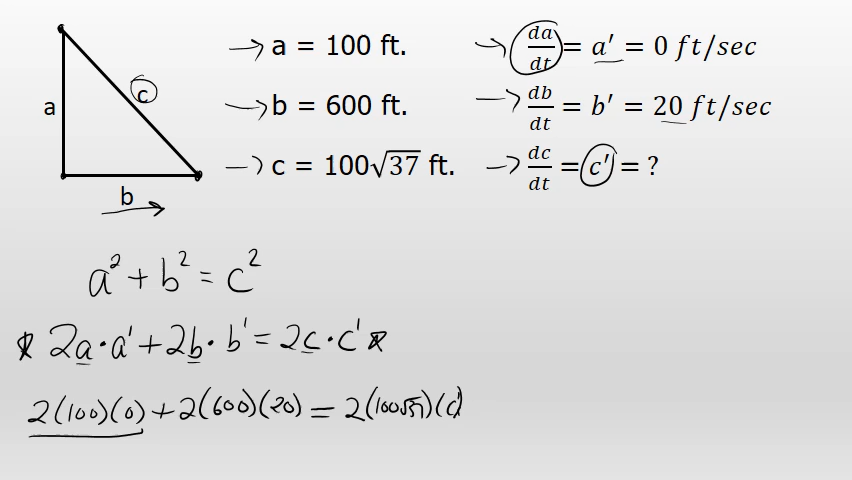 a = 100 ft.
da/dt = a' = 0 ft/sec
a
c
b = 600 ft.
db/dt = b' = 20 ft/sec
c = 100√37 ft.
dc/dt = c' = ?
b
a² + b² = c²
* 2a · a' + 2b · b' = 2c · c' *
2(100)(0) + 2(600)(20) = 2(100√37)(c')